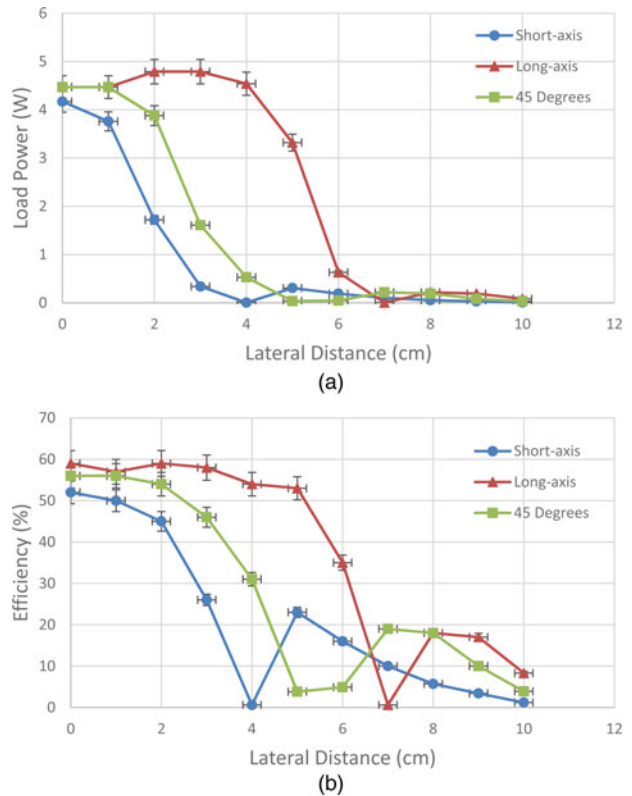 6
5
4
3
2
1
0
Load Power (W)
Short-axis
Long-axis
45 Degrees
0 2 4 6 8 10 12
Lateral Distance (cm)
(a)
70
60
50
40
30
20
10
0
Efficiency (%)
Short-axis
Long-axis
45 Degrees
0 2 4 6 8 10 12
Lateral Distance (cm)
(b)